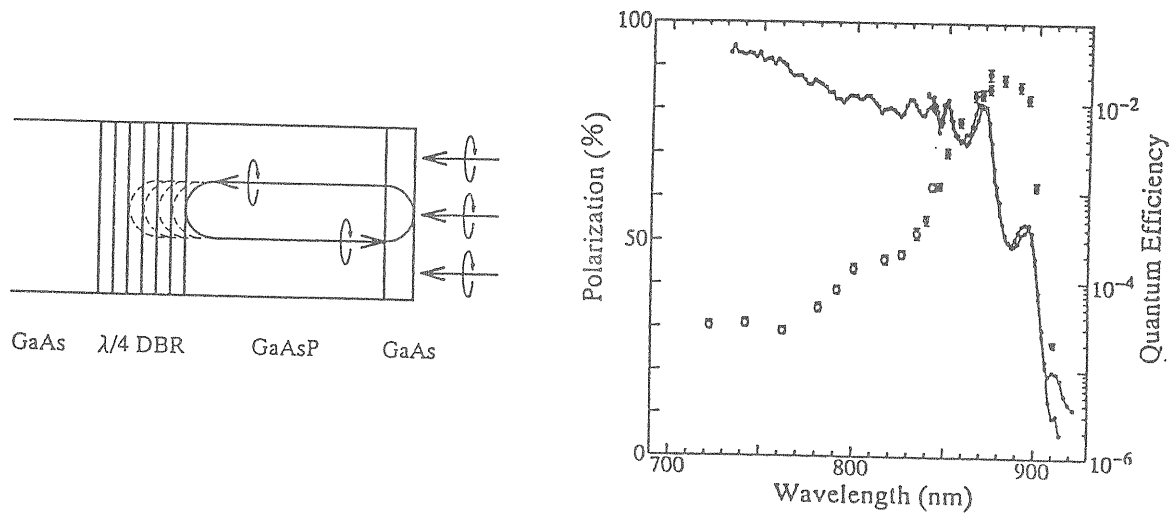 GaAs λ/4 DBR GaAsP GaAs
100
50
0
Polarization (%)
700 800 900
Wavelength (nm)
10⁻²
10⁻⁴
10⁻⁶
Quantum Efficiency